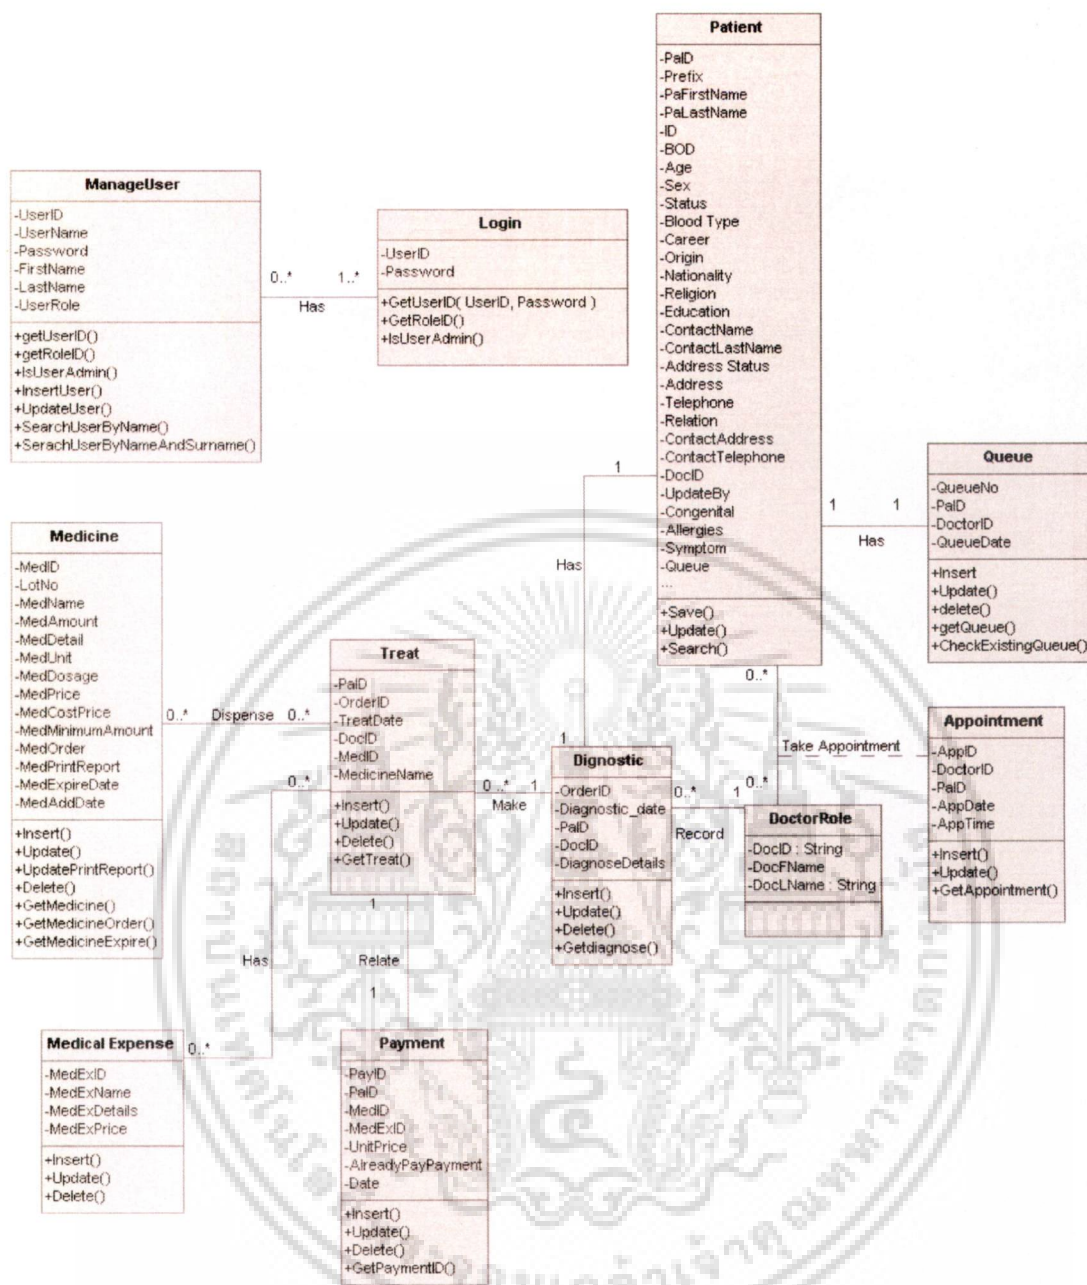 Patient
-PaID
-Prefix
-PaFirstName
-PaLastName
-ID
-BOD
-Age
-Sex
-Status
-Blood Type
-Career
-Origin
-Nationality
-Religion
-Education
-ContactName
-ContactLastName
-Address Status
-Address
-Telephone
-Relation
-ContactAddress
-ContactTelephone
-DocID
-UpdateBy
-Congenital
-Allergies
-Symptom
-Queue
...
+Save()
+Update()
+Search()
ManageUser
-UserID
-UserName
-Password
-FirstName
-LastName
-UserRole
+getUserID()
+getRoleID()
+IsUserAdmin()
+InsertUser()
+UpdateUser()
+SearchUserByName()
+SerachUserByNameAndSurname()
0..* 1..*
Has
Login
-UserID
-Password
+GetUserID( UserID, Password )
+GetRoleID()
+IsUserAdmin()
1 1
Has
Queue
-QueueNo
-PaID
-DoctorID
-QueueDate
+Insert
+Update()
+delete()
+getQueue()
+CheckExistingQueue()
1
Has
1
Medicine
-MedID
-LotNo
-MedName
-MedAmount
-MedDetail
-MedUnit
-MedDosage
-MedPrice
-MedCostPrice
-MedMinimumAmount
-MedOrder
-MedPrintReport
-MedExpireDate
-MedAddDate
+Insert()
+Update()
+UpdatePrintReport()
+Delete()
+GetMedicine()
+GetMedicineOrder()
+GetMedicineExpire()
0..* Dispense 0..*
Treat
-PaID
-OrderID
-TreatDate
-DocID
-MedID
-MedicineName
+Insert()
+Update()
+Delete()
+GetTreat()
0..* 1
Make
Dignostic
-OrderID
-Diagnostic_date
-PaID
-DocID
-DiagnoseDetails
+Insert()
+Update()
+Delete()
+Getdiagnose()
0..* 1
Record
0..*
Take Appointment
0..*
DoctorRole
-DocID : String
-DocFName
-DocLName : String
Appointment
-AppID
-DoctorID
-PaID
-AppDate
-AppTime
+Insert()
+Update()
+GetAppointment()
0..*
Has
0..*
1
Relate
1
Medical Expense
-MedExID
-MedExName
-MedExDetails
-MedExPrice
+Insert()
+Update()
+Delete()
Payment
-PayID
-PaID
-MedID
-MedExID
-UnitPrice
-AlreadyPayPayment
-Date
+Insert()
+Update()
+Delete()
+GetPaymentID()